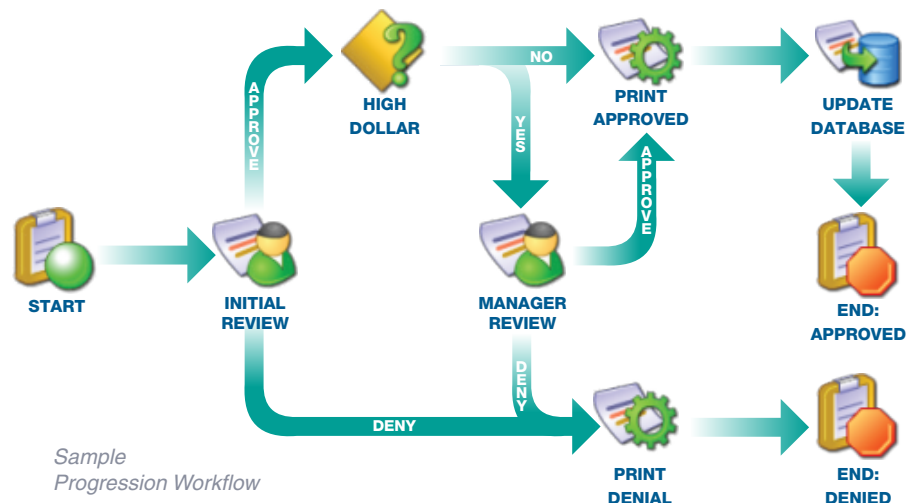 APPROVE
HIGH
DOLLAR
NO
YES
PRINT
APPROVED
APPROVE
UPDATE
DATABASE
START
INITIAL
REVIEW
MANAGER
REVIEW
END:
APPROVED
DENY
DENY
PRINT
DENIAL
END:
DENIED
Sample
Progression Workflow